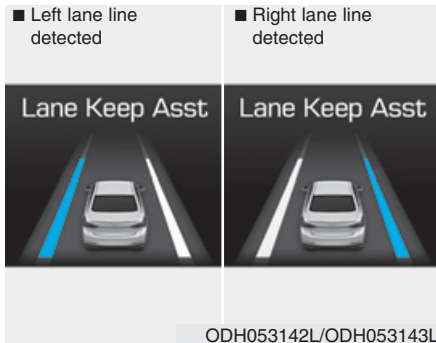 ■ Left lane line
detected
■ Right lane line
detected
Lane Keep Asst
Lane Keep Asst
ODH053142L/ODH053143L